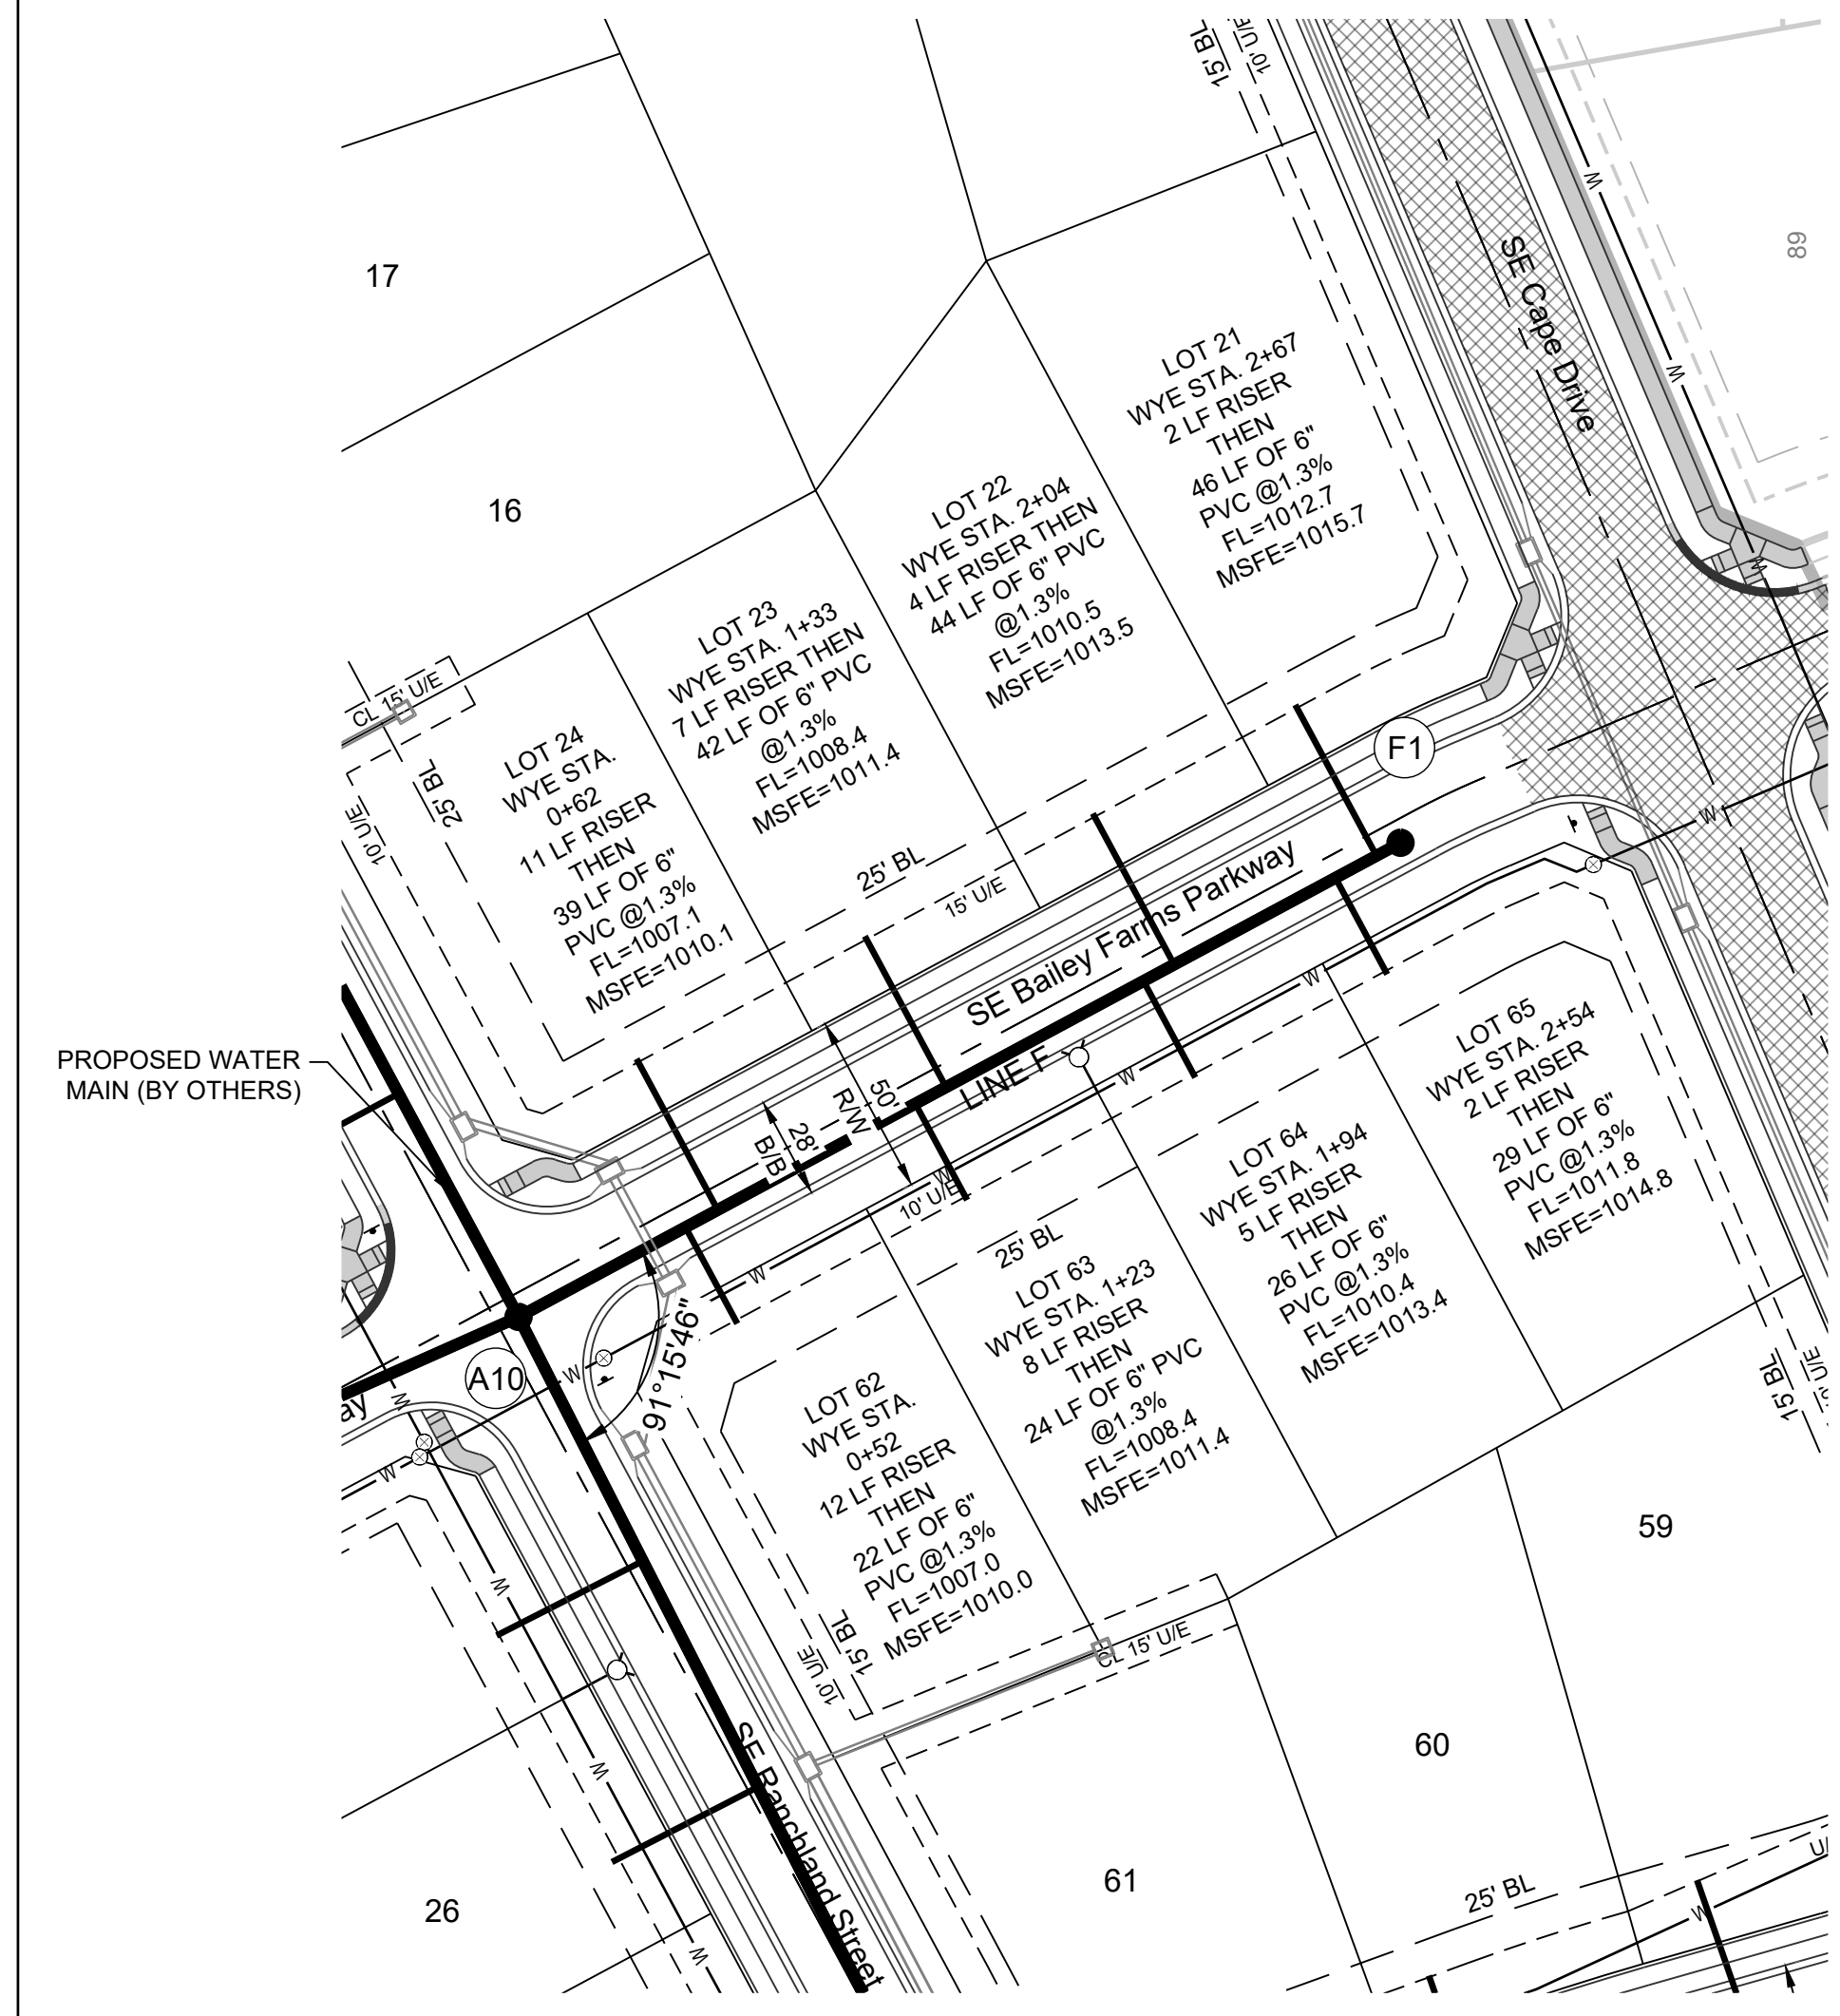 15' BL
10' U/E
17
SE Cape Drive
W
W
W
89
16
LOT 21
WYE STA. 2+67
2 LF RISER
THEN
46 LF OF 6"
PVC @1.3%
FL=1012.7
MSFE=1015.7
LOT 22
WYE STA. 2+04
4 LF RISER THEN
44 LF OF 6" PVC
@1.3%
FL=1010.5
MSFE=1013.5
LOT 23
WYE STA. 1+33
7 LF RISER THEN
42 LF OF 6" PVC
@1.3%
FL=1008.4
MSFE=1011.4
CL 15' U/E
LOT 24
WYE STA.
0+62
11 LF RISER
THEN
39 LF OF 6"
PVC @1.3%
FL=1007.1
MSFE=1010.1
25' BL
10' U/E
25' BL
15' U/E
F1
SE Bailey Farms Parkway
LINE F
W
W
W
W
W
50'
R/W
28'
B/B
PROPOSED WATER
MAIN (BY OTHERS)
10' U/E
25' BL
LOT 65
WYE STA. 2+54
2 LF RISER
THEN
29 LF OF 6"
PVC @1.3%
FL=1011.8
MSFE=1014.8
LOT 64
WYE STA. 1+94
5 LF RISER
THEN
26 LF OF 6"
PVC @1.3%
FL=1010.4
MSFE=1013.4
LOT 63
WYE STA. 1+23
8 LF RISER
THEN
24 LF OF 6" PVC
@1.3%
FL=1008.4
MSFE=1011.4
LOT 62
WYE STA.
0+52
12 LF RISER
THEN
22 LF OF 6"
PVC @1.3%
FL=1007.0
MSFE=1010.0
91°15'46"
A10
ay
W
W
W
W
W
W
15' BL
10' U/E
15' BL
10' U/E
CL 15' U/E
59
60
61
26
SE Ranchland Street
25' BL
W
U/